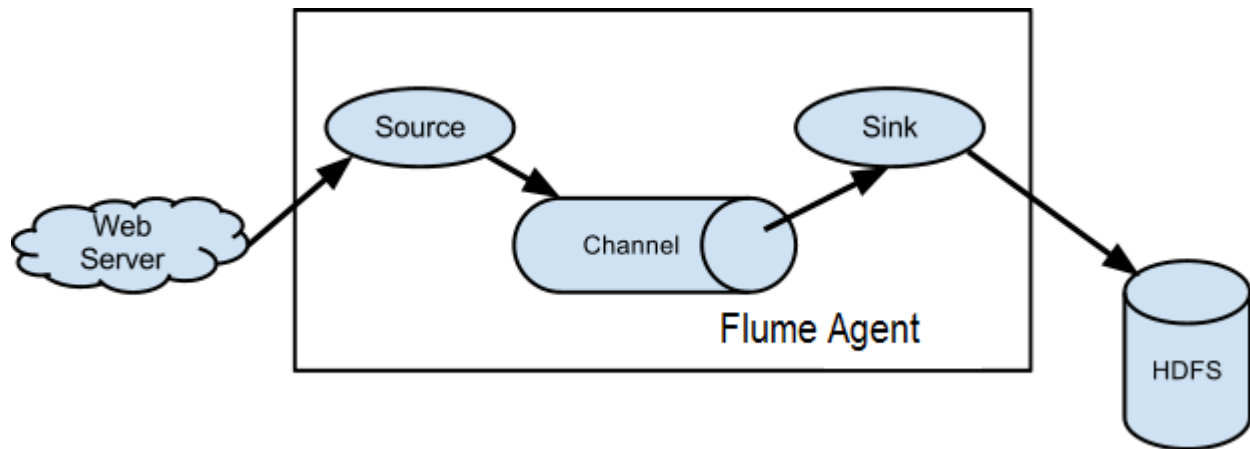 Source
Sink
Web
Server
Channel
Flume Agent
HDFS